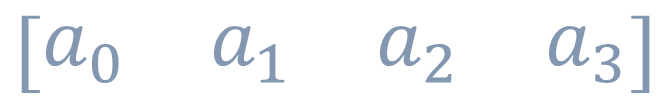 [a₀ a₁ a₂ a₃]